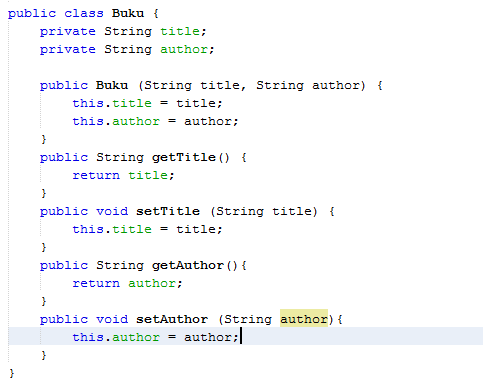 public class Buku {
    private String title;
    private String author;

    public Buku (String title, String author) {
        this.title = title;
        this.author = author;
    }
    public String getTitle() {
        return title;
    }
    public void setTitle (String title) {
        this.title = title;
    }
    public String getAuthor(){
        return author;
    }
    public void setAuthor (String author){
        this.author = author;
    }
}